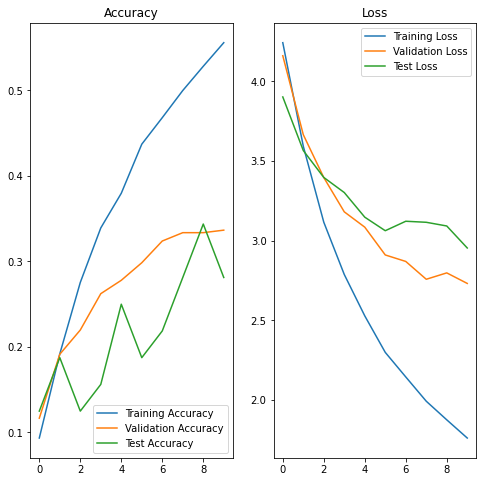 Accuracy
0.5
0.4
0.3
0.2
0.1
0 2 4 6 8
Training Accuracy
Validation Accuracy
Test Accuracy
Loss
4.0
3.5
3.0
2.5
2.0
0 2 4 6 8
Training Loss
Validation Loss
Test Loss